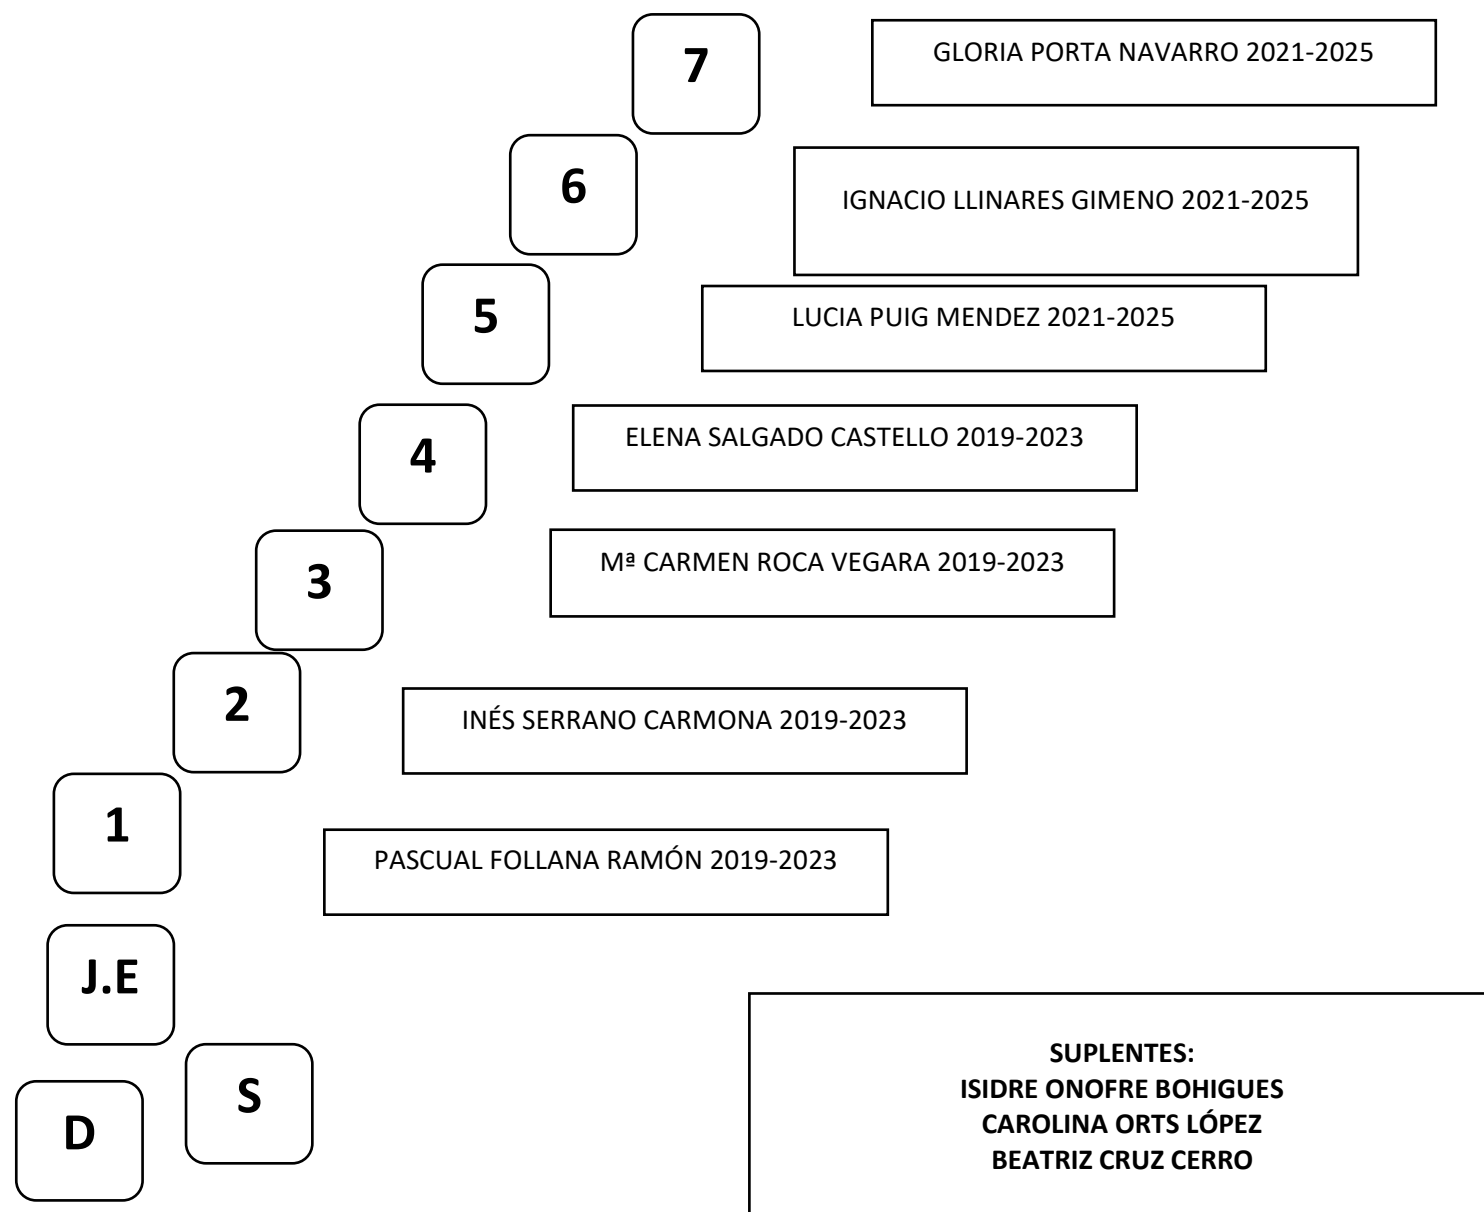 7
GLORIA PORTA NAVARRO 2021-2025
6
IGNACIO LLINARES GIMENO 2021-2025
5
LUCIA PUIG MENDEZ 2021-2025
4
ELENA SALGADO CASTELLO 2019-2023
3
Mª CARMEN ROCA VEGARA 2019-2023
2
INÉS SERRANO CARMONA 2019-2023
1
PASCUAL FOLLANA RAMÓN 2019-2023
J.E
S
D
SUPLENTES:
ISIDRE ONOFRE BOHIGUES
CAROLINA ORTS LÓPEZ
BEATRIZ CRUZ CERRO